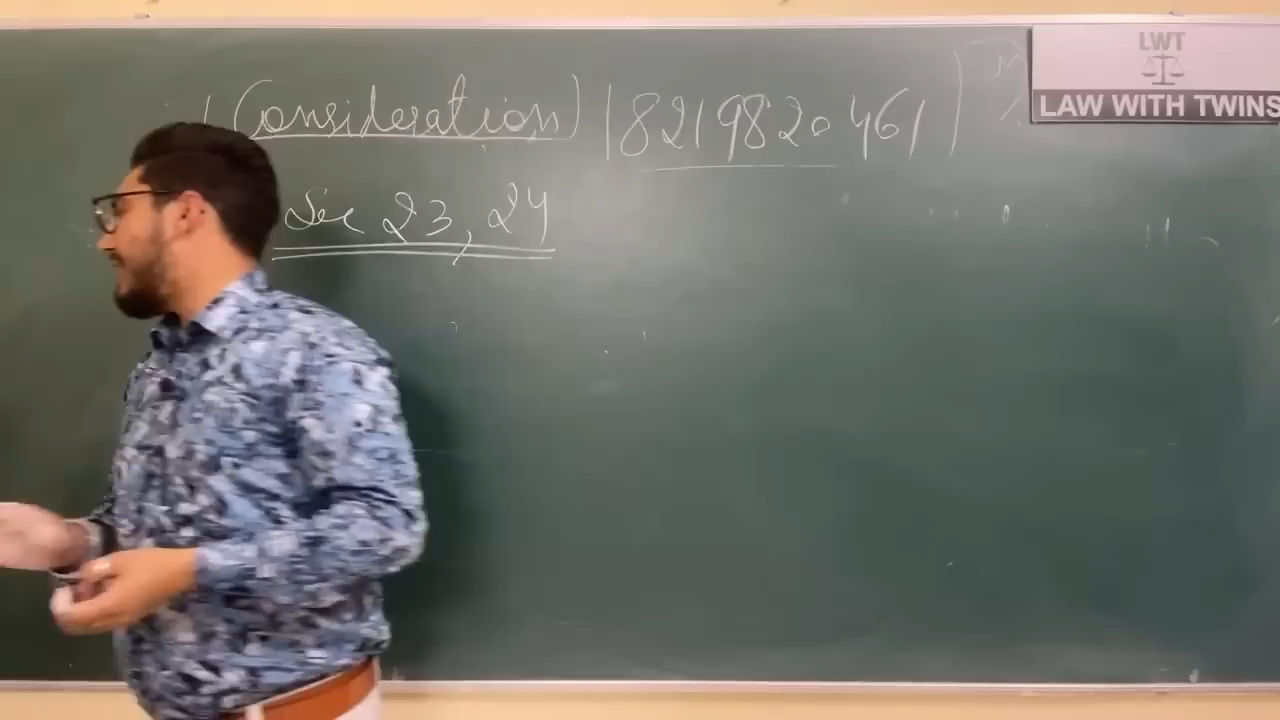 (Consideration) | 8219820461 )
Sec 23, 24
LWT
LAW WITH TWINS